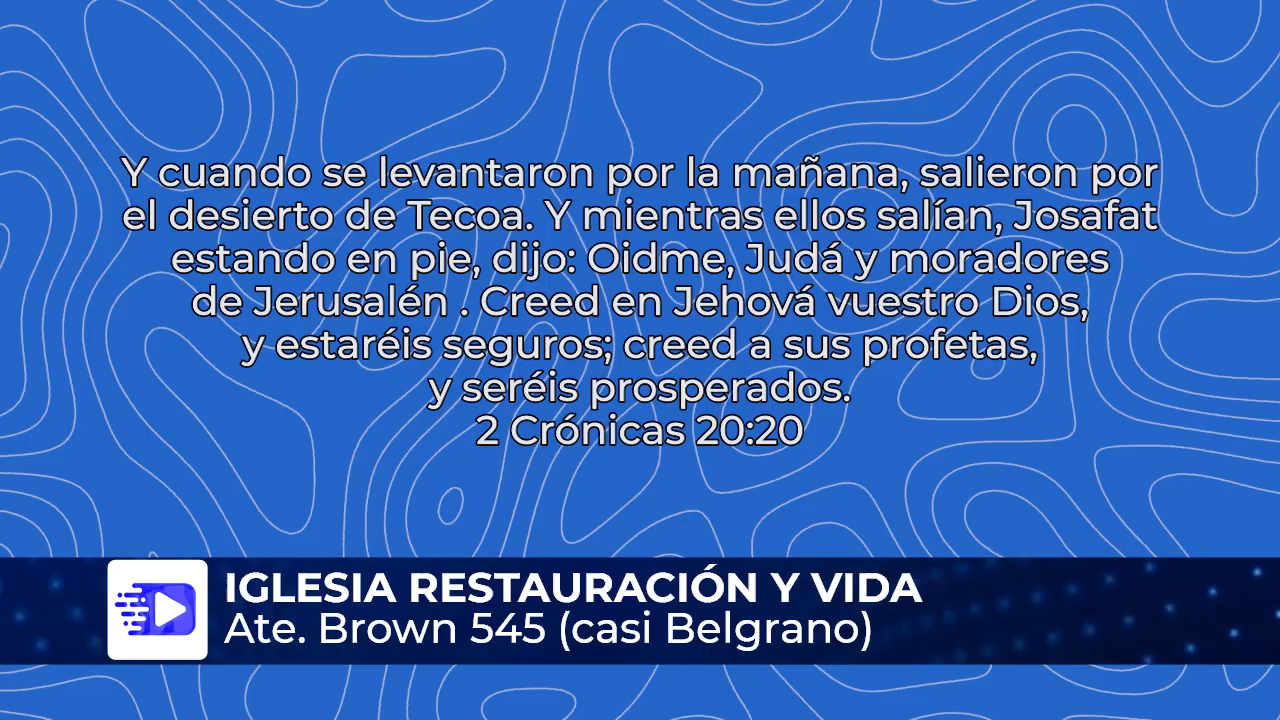 Y cuando se levantaron por la mañana, salieron por
el desierto de Tecoa. Y mientras ellos salían, Josafat
estando en pie, dijo: Oidme, Judá y moradores
de Jerusalén . Creed en Jehová vuestro Dios,
y estaréis seguros; creed a sus profetas,
y seréis prosperados.
2 Crónicas 20:20
IGLESIA RESTAURACIÓN Y VIDA
Ate. Brown 545 (casi Belgrano)